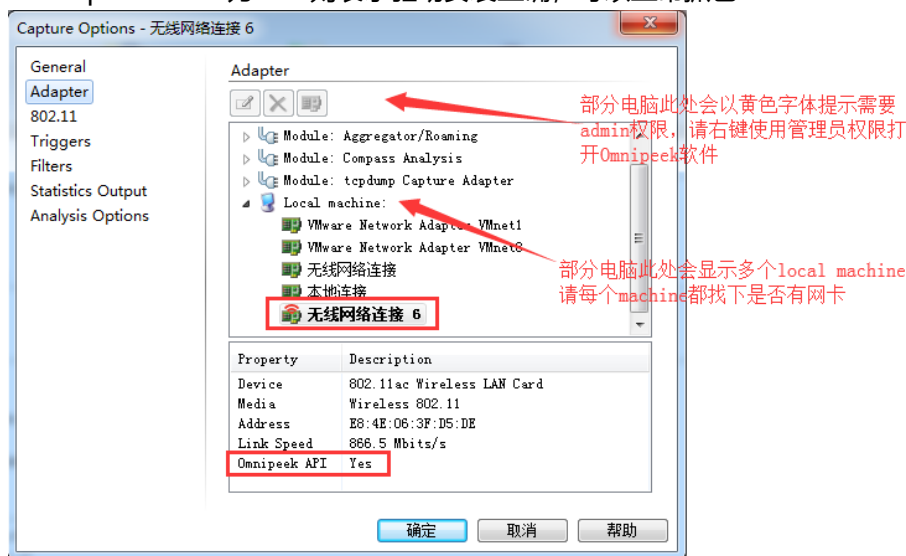 Capture Options - 无线网络连接 6
General
Adapter
802.11
Triggers
Filters
Statistics Output
Analysis Options
Adapter
部分电脑此处会以黄色字体提示需要
admin权限，请右键使用管理员权限打
开Omnipeek软件
Module: Aggregator/Roaming
Module: Compass Analysis
Module: tcpdump Capture Adapter
Local machine:
VMware Network Adapter VMnet1
VMware Network Adapter VMnet8
无线网络连接
本地连接
无线网络连接 6
部分电脑此处会显示多个local machine
请每个machine都找下是否有网卡
Property Description
Device 802.11ac Wireless LAN Card
Media Wireless 802.11
Address E8:4E:06:3F:D5:DE
Link Speed 866.5 Mbits/s
Omnipeek API Yes
确定 取消 帮助